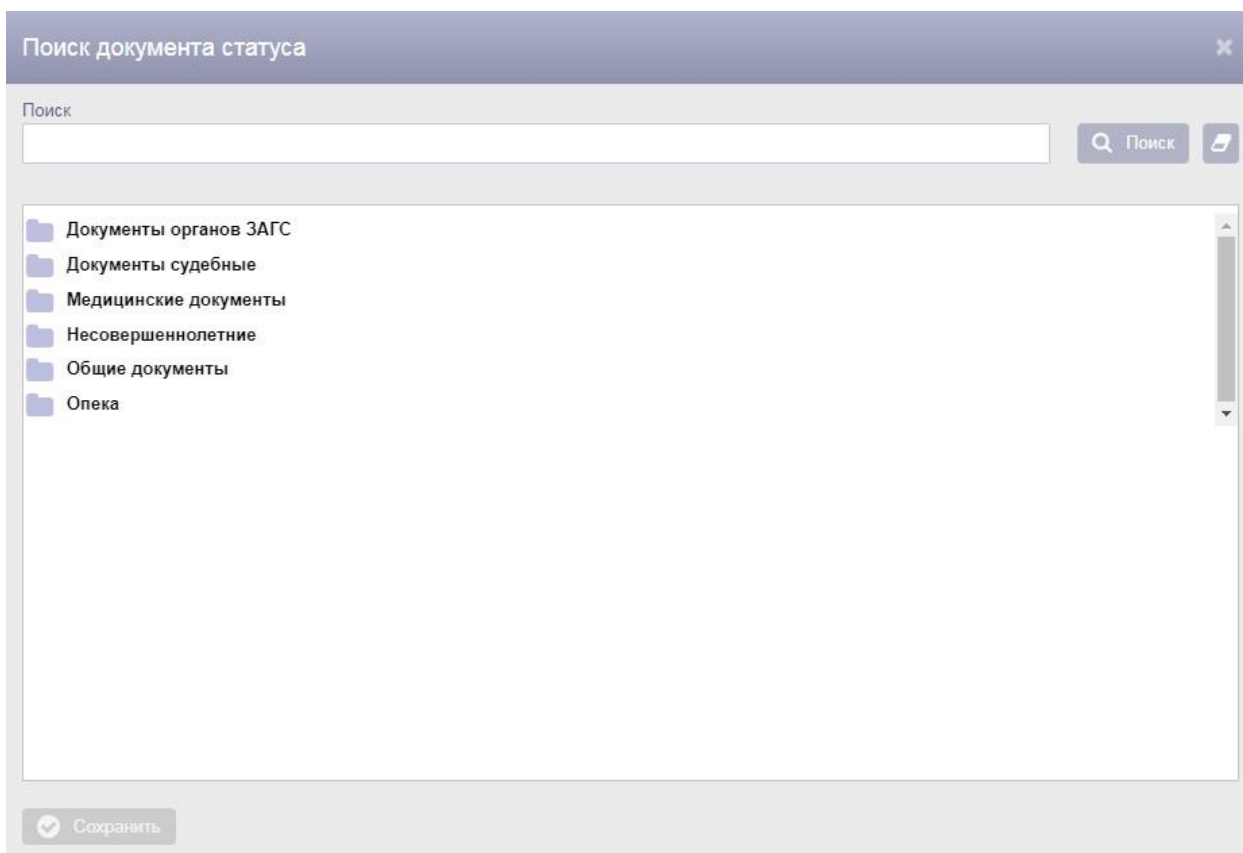 Поиск документа статуса
Поиск
Поиск
Документы органов ЗАГС
Документы судебные
Медицинские документы
Несовершеннолетние
Общие документы
Опека
Сохранить